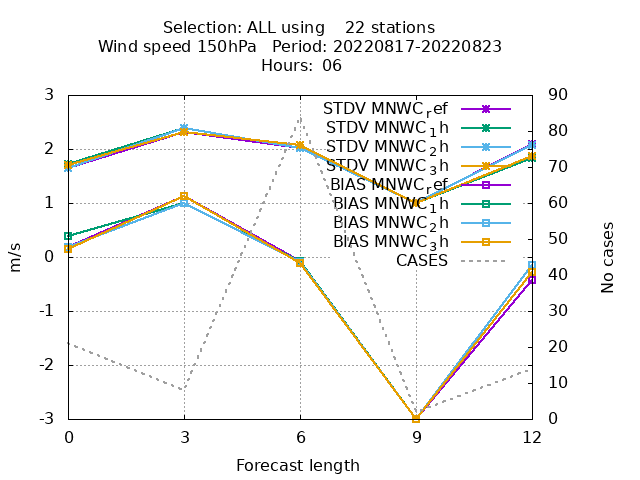 Selection: ALL using 22 stations
Wind speed 150hPa Period: 20220817-20220823
Hours: 06
3
2
1
0
-1
-2
-3
m/s
90
80
70
60
50
40
30
20
10
0
No cases
STDV MNWC_ref
STDV MNWC_1h
STDV MNWC_2h
STDV MNWC_3h
BIAS MNWC_ref
BIAS MNWC_1h
BIAS MNWC_2h
BIAS MNWC_3h
CASES
0 3 6 9 12
Forecast length